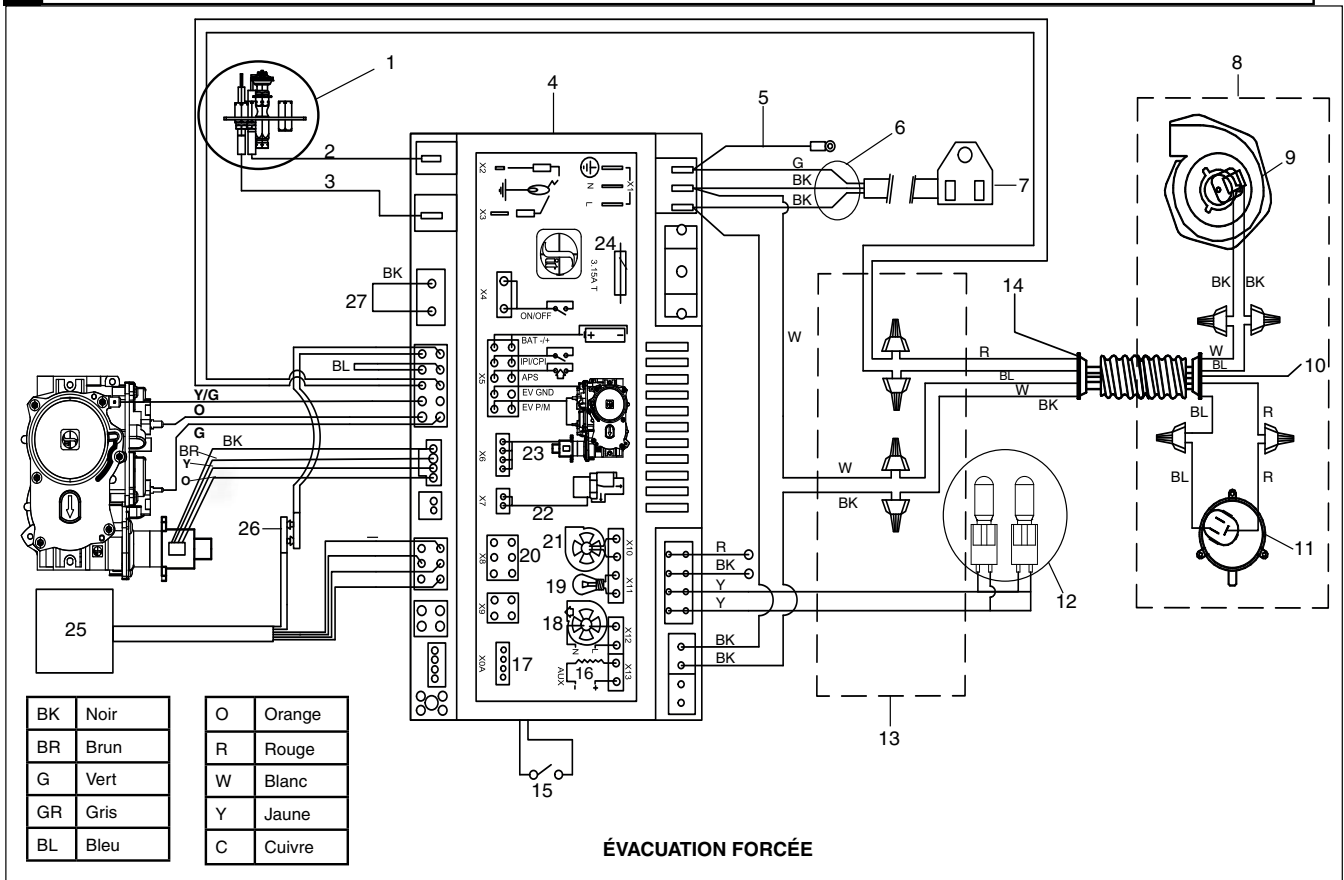 1
2
3
4
5
6
7
8
9
10
11
12
13
14
15
16
17
18
19
20
21
22
23
24
25
26
27
G
BK
BK
X2
X3
X1
N
L
3.15A T
X4
ON/OFF
BAT -/+
IPI/CPI
APS
EV GND
EV P/M
X5
X6
X7
X8
X9
X0A
X10
X11
X12
X13
N
L
AUX
- +
+ -
BK
BL
Y/G
O
G
BK
BR
Y
O
W
W
BK
R
BL
W
BK
BK
BK
W
BL
BL
R
BL
R
R
BK
Y
Y
BK
BK
BK Noir
BR Brun
G Vert
GR Gris
BL Bleu
O Orange
R Rouge
W Blanc
Y Jaune
C Cuivre
ÉVACUATION FORCÉE